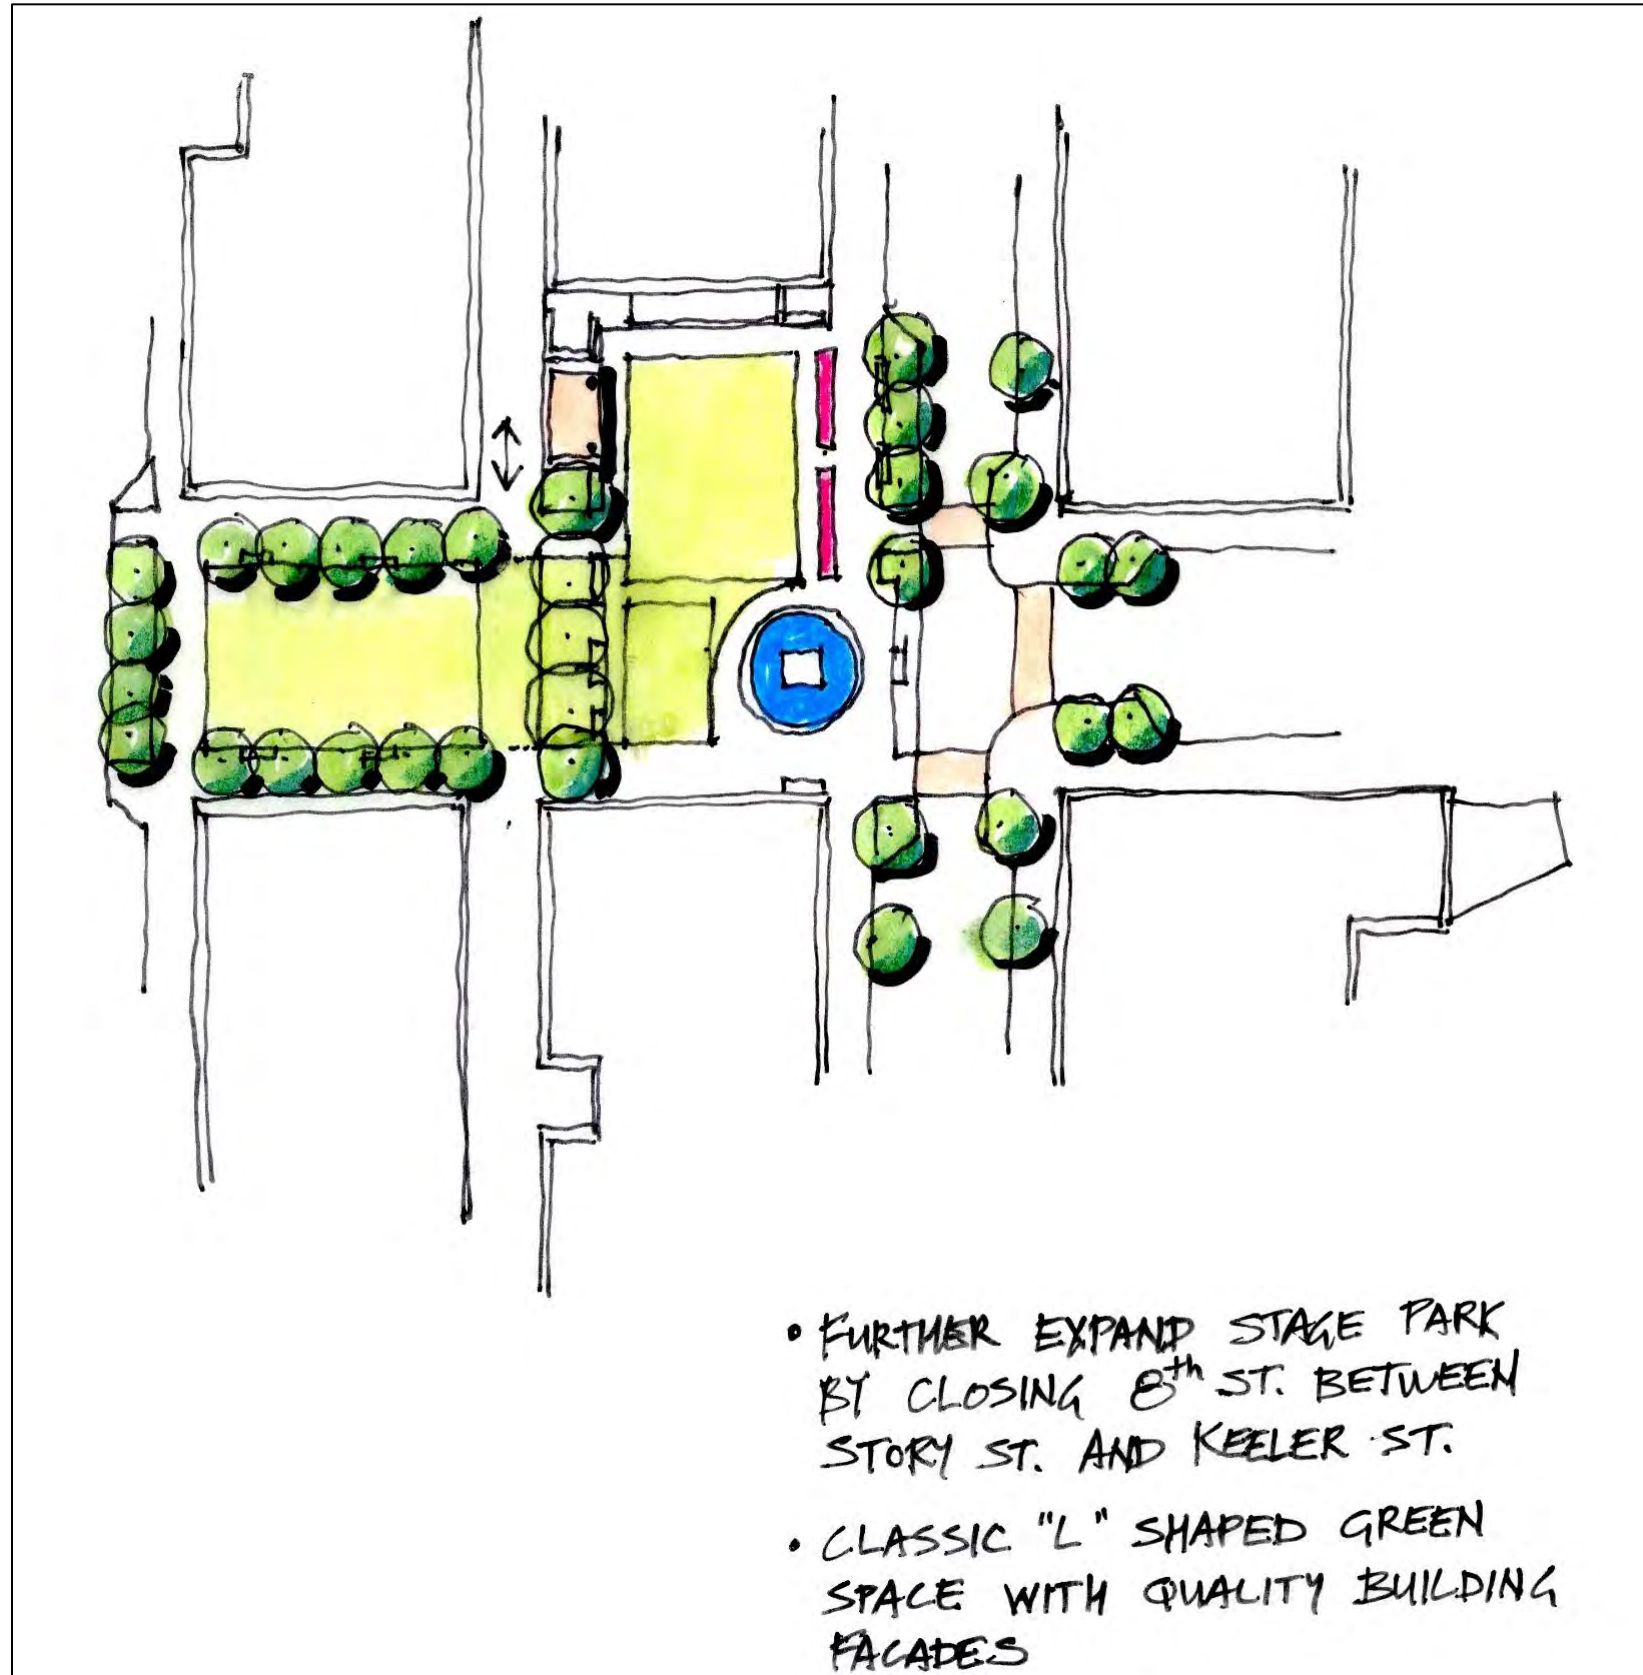 • FURTHER EXPAND STAGE PARK
BY CLOSING 8th ST. BETWEEN
STORY ST. AND KEELER ST.
• CLASSIC "L" SHAPED GREEN
SPACE WITH QUALITY BUILDING
FACADES